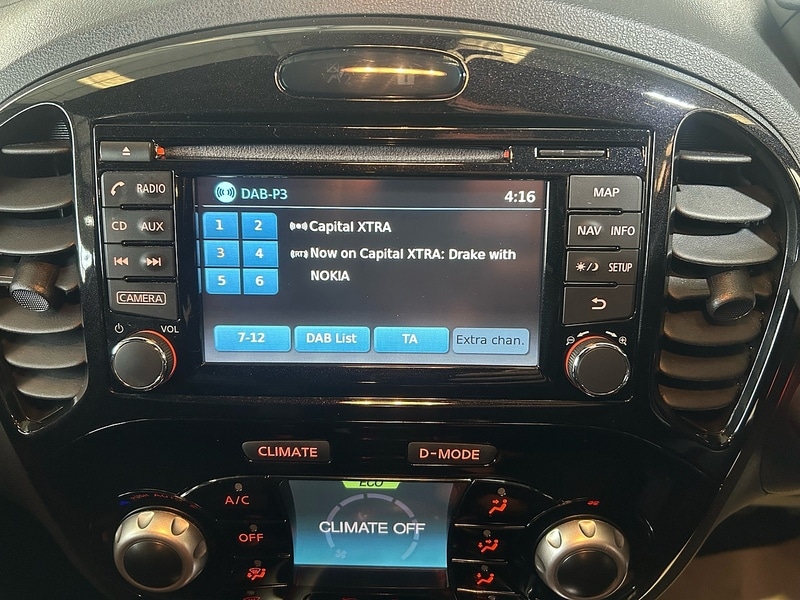 DAB-P3 4:16
RADIO
CD AUX
CAMERA
VOL
1 2
3 4
5 6
Capital XTRA
(RT) Now on Capital XTRA: Drake with
NOKIA
7-12 DAB List TA Extra chan.
MAP
NAV INFO
SETUP
CLIMATE D-MODE
ECO
CLIMATE OFF
A/C
OFF